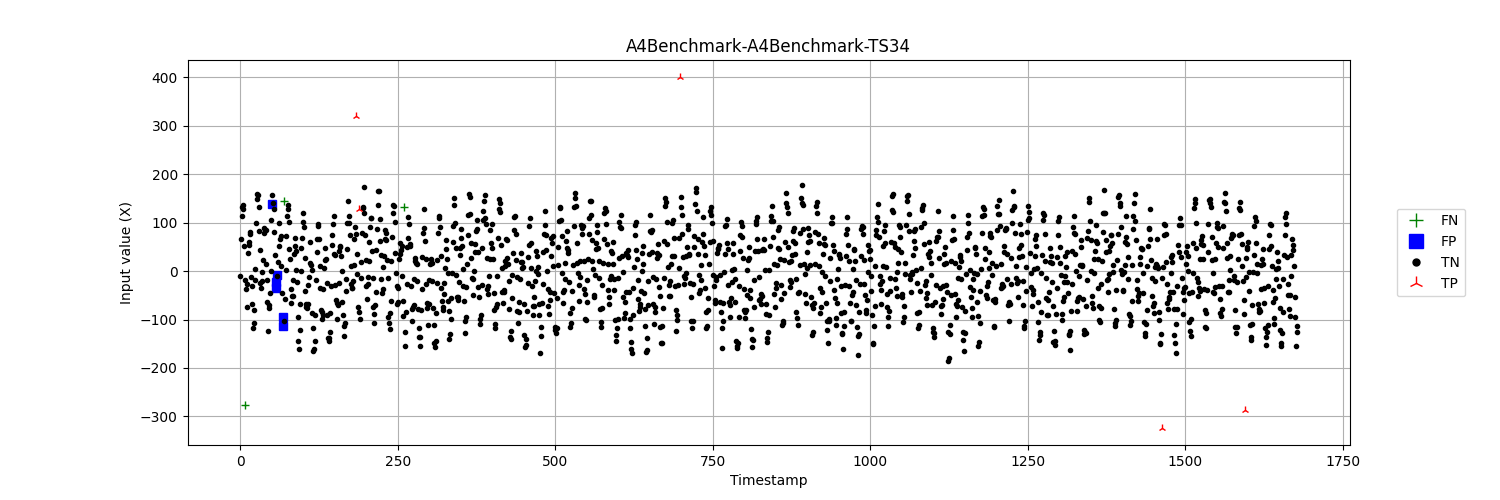 A4Benchmark-A4Benchmark-TS34
400
300
200
100
0
−100
−200
−300
Input value (X)
0 250 500 750 1000 1250 1500 1750
Timestamp
FN
FP
TN
TP